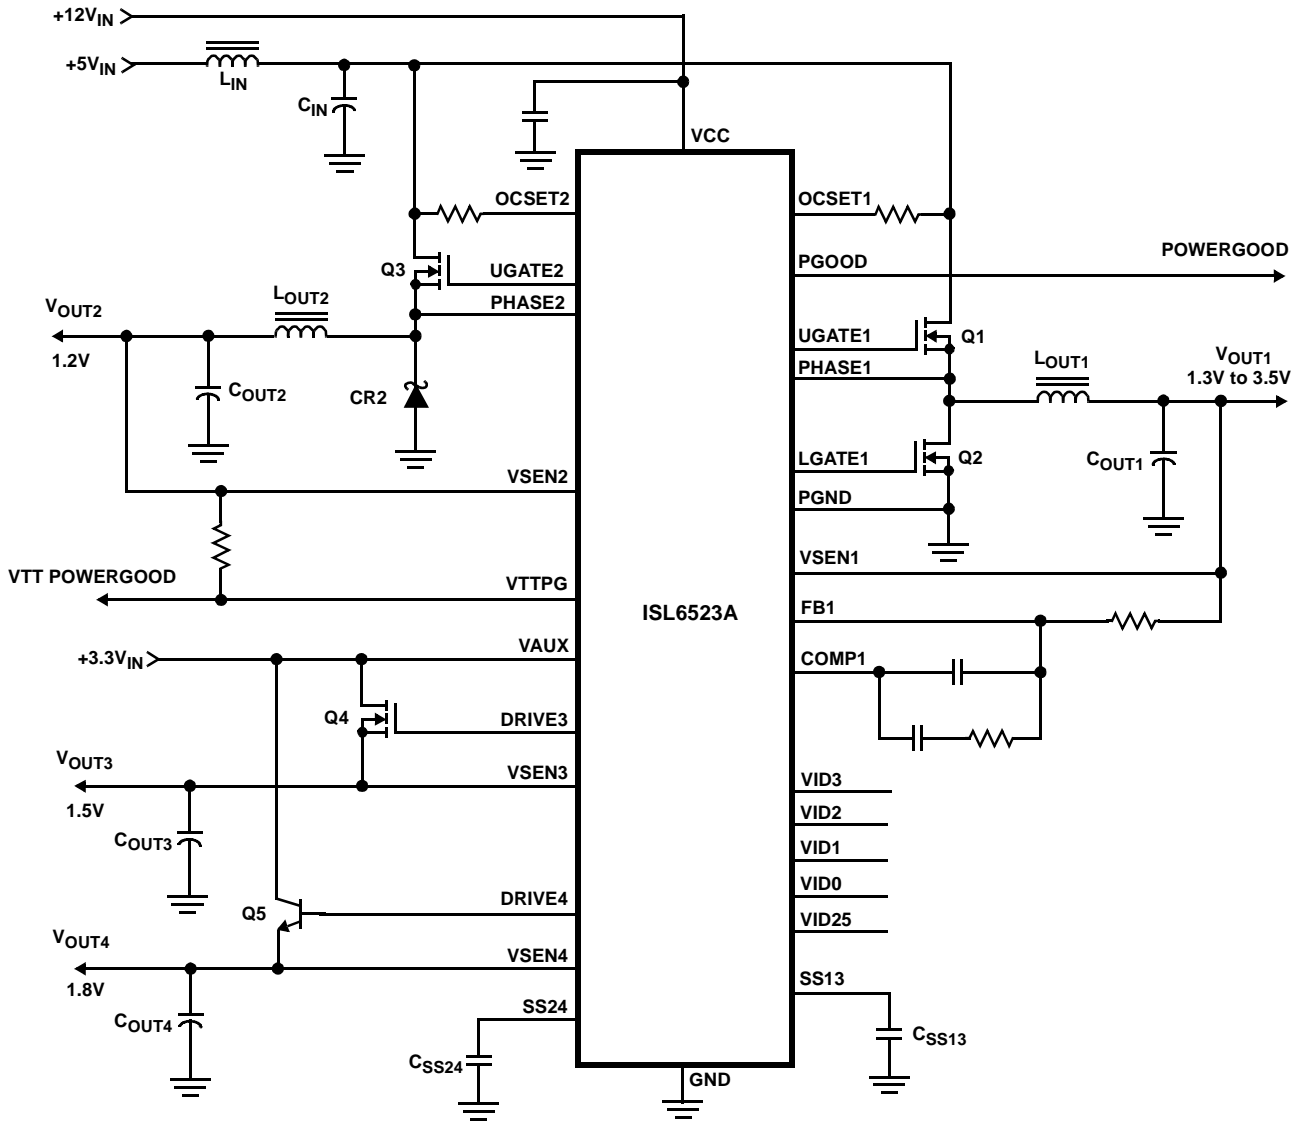 +12VIN
+5VIN
LIN
CIN
VCC
OCSET2
OCSET1
PGOOD
POWERGOOD
Q3
UGATE2
LOUT2
PHASE2
VOUT2
1.2V
UGATE1
Q1
PHASE1
LOUT1
VOUT1
1.3V to 3.5V
COUT2
CR2
LGATE1
Q2
COUT1
VSEN2
PGND
VSEN1
VTT POWERGOOD
VTTPG
ISL6523A
FB1
+3.3VIN
VAUX
COMP1
Q4
DRIVE3
VOUT3
1.5V
VSEN3
VID3
VID2
COUT3
VID1
VID0
DRIVE4
Q5
VID25
VOUT4
1.8V
VSEN4
SS13
SS24
COUT4
CSS13
CSS24
GND